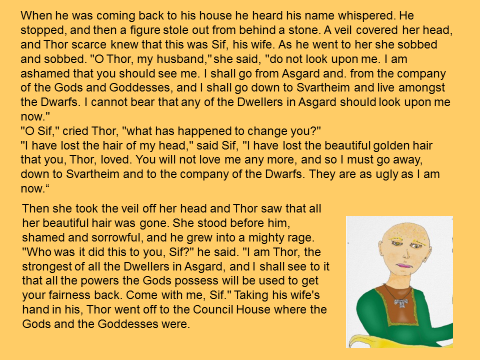 When he was coming back to his house he heard his name whispered. He
stopped, and then a figure stole out from behind a stone. A veil covered her head,
and Thor scarce knew that this was Sif, his wife. As he went to her she sobbed
and sobbed. "O Thor, my husband," she said, "do not look upon me. I am
ashamed that you should see me. I shall go from Asgard and. from the company
of the Gods and Goddesses, and I shall go down to Svartheim and live amongst
the Dwarfs. I cannot bear that any of the Dwellers in Asgard should look upon me
now."
"O Sif," cried Thor, "what has happened to change you?"
"I have lost the hair of my head," said Sif, "I have lost the beautiful golden hair
that you, Thor, loved. You will not love me any more, and so I must go away,
down to Svartheim and to the company of the Dwarfs. They are as ugly as I am
now.“
Then she took the veil off her head and Thor saw that all
her beautiful hair was gone. She stood before him,
shamed and sorrowful, and he grew into a mighty rage.
"Who was it did this to you, Sif?" he said. "I am Thor, the
strongest of all the Dwellers in Asgard, and I shall see to it
that all the powers the Gods possess will be used to get
your fairness back. Come with me, Sif." Taking his wife's
hand in his, Thor went off to the Council House where the
Gods and the Goddesses were.